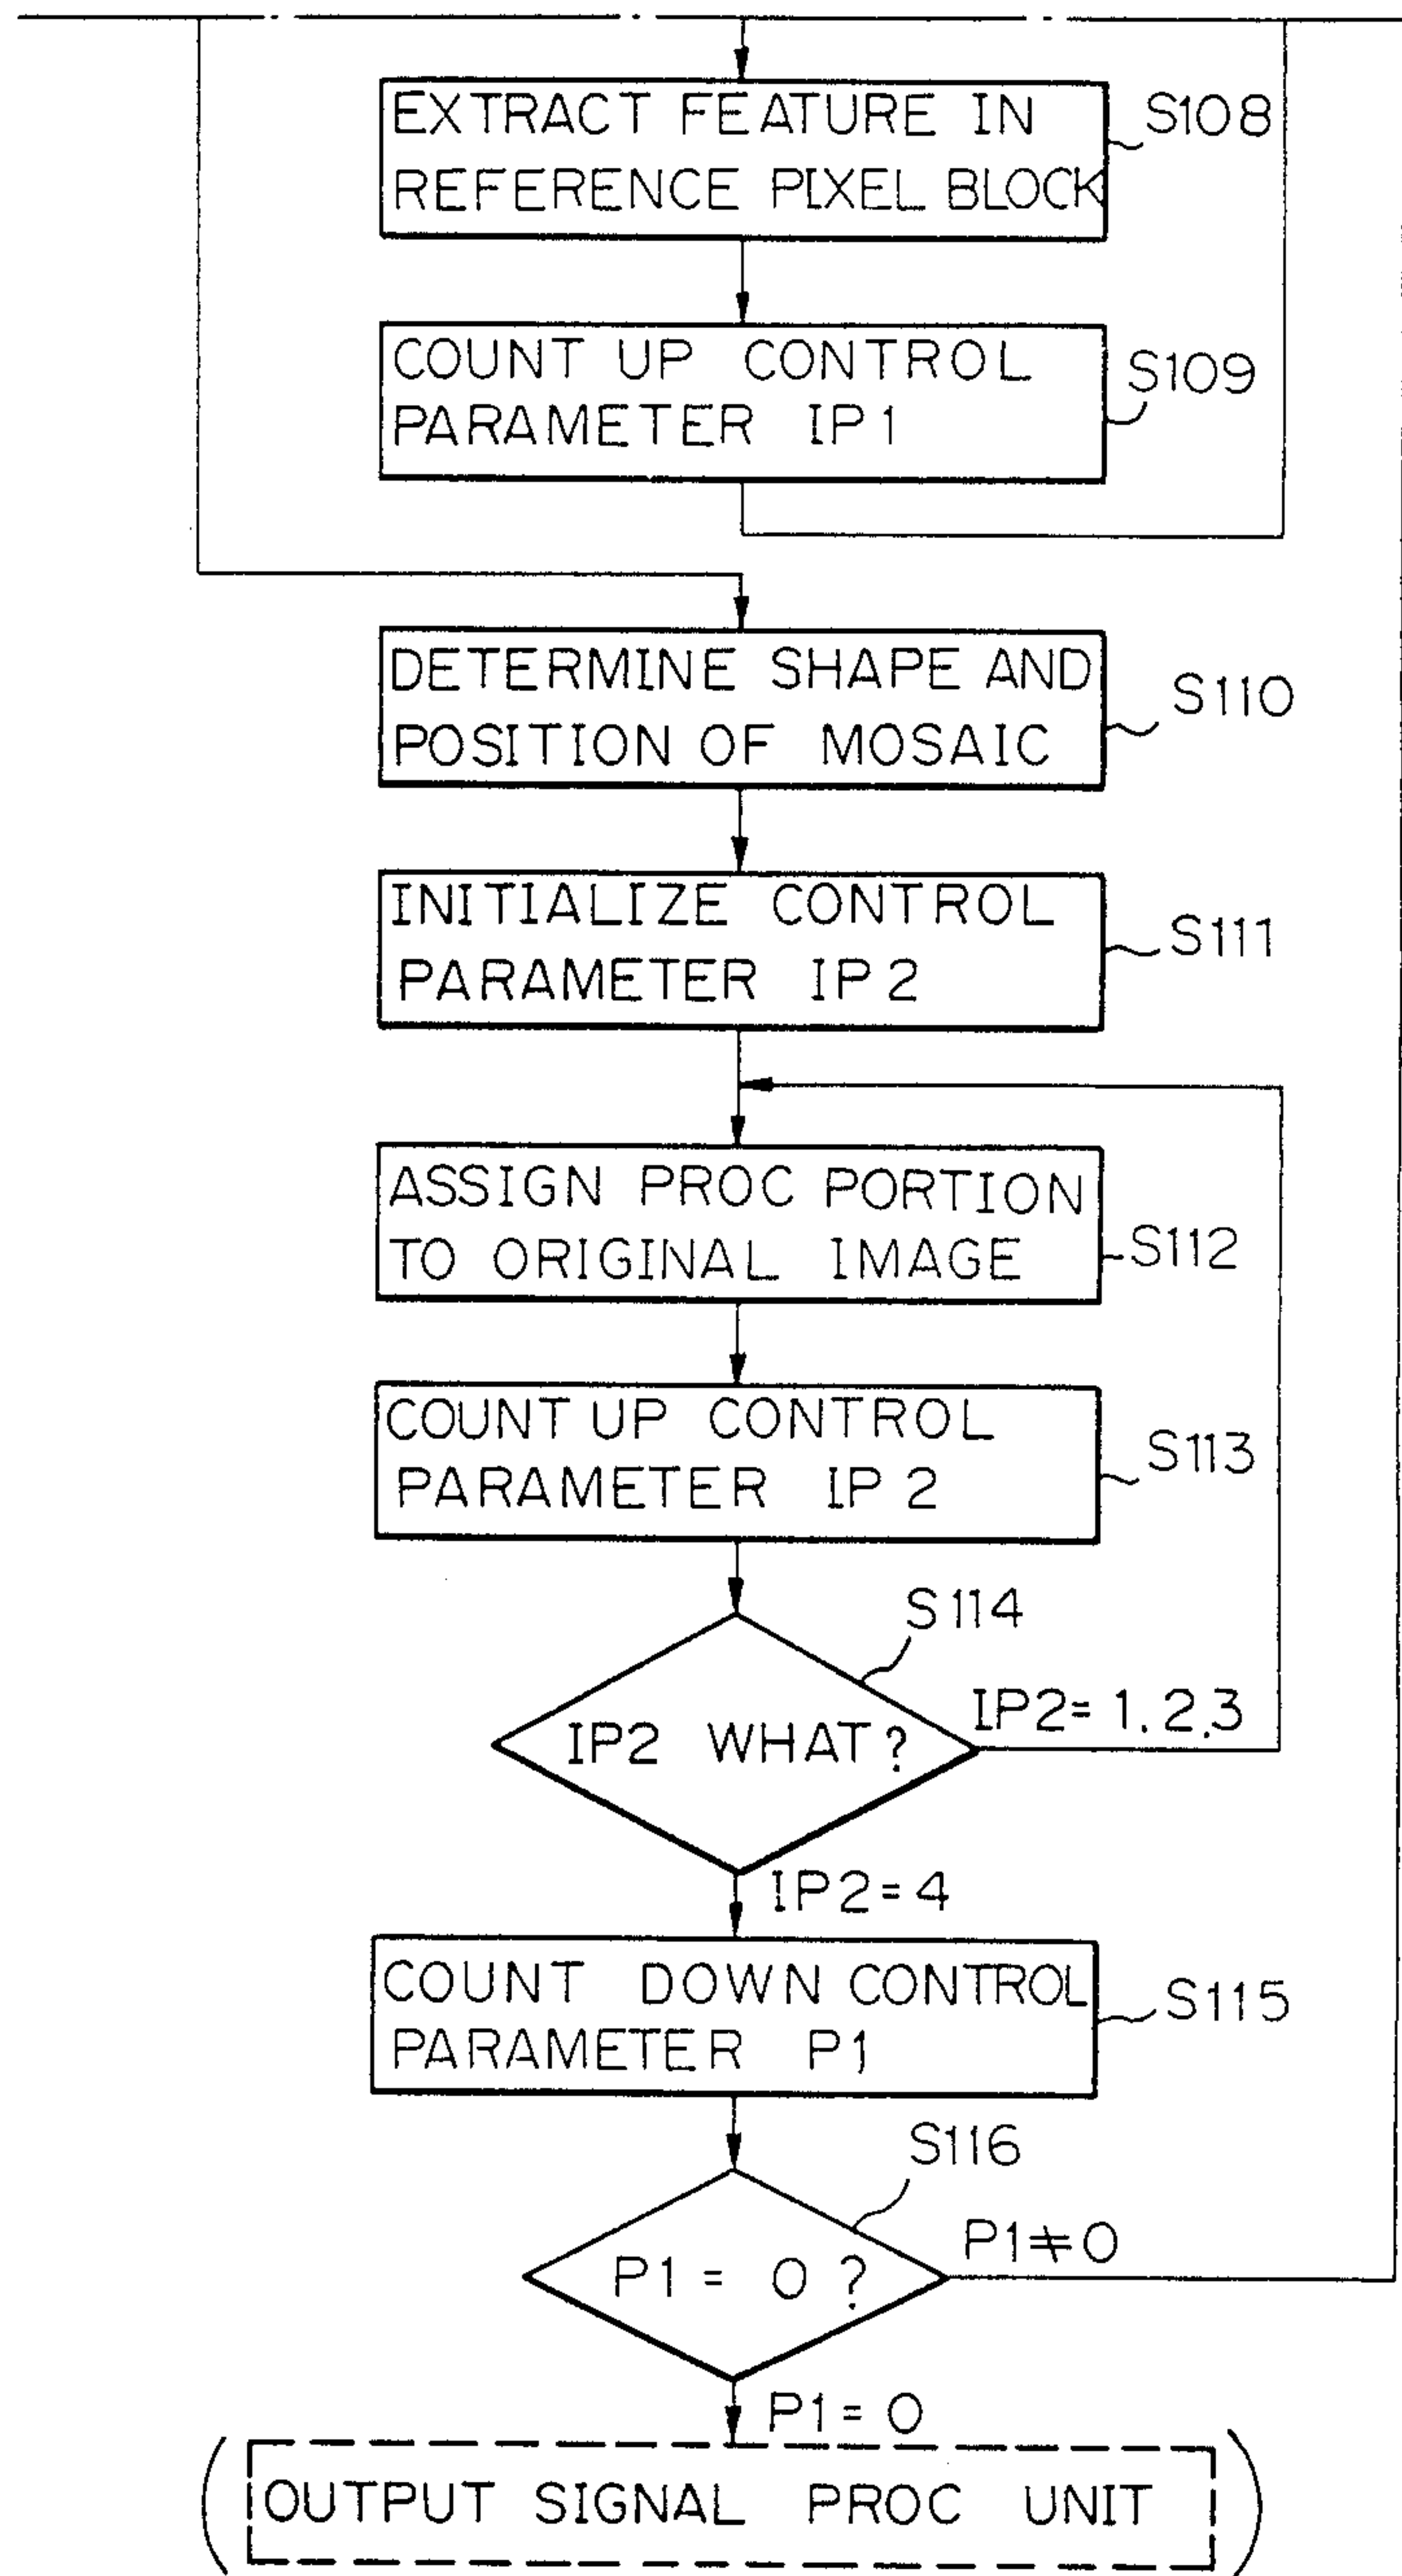 EXTRACT FEATURE IN
REFERENCE PIXEL BLOCK
S108
COUNT UP CONTROL
PARAMETER IP1
S109
DETERMINE SHAPE AND
POSITION OF MOSAIC
S110
INITIALIZE CONTROL
PARAMETER IP2
S111
ASSIGN PROC PORTION
TO ORIGINAL IMAGE
S112
COUNT UP CONTROL
PARAMETER IP2
S113
S114
IP2 WHAT?
IP2= 1.2.3
IP2=4
COUNT DOWN CONTROL
PARAMETER P1
S115
S116
P1= 0?
P1≠0
P1=0
(OUTPUT SIGNAL PROC UNIT)